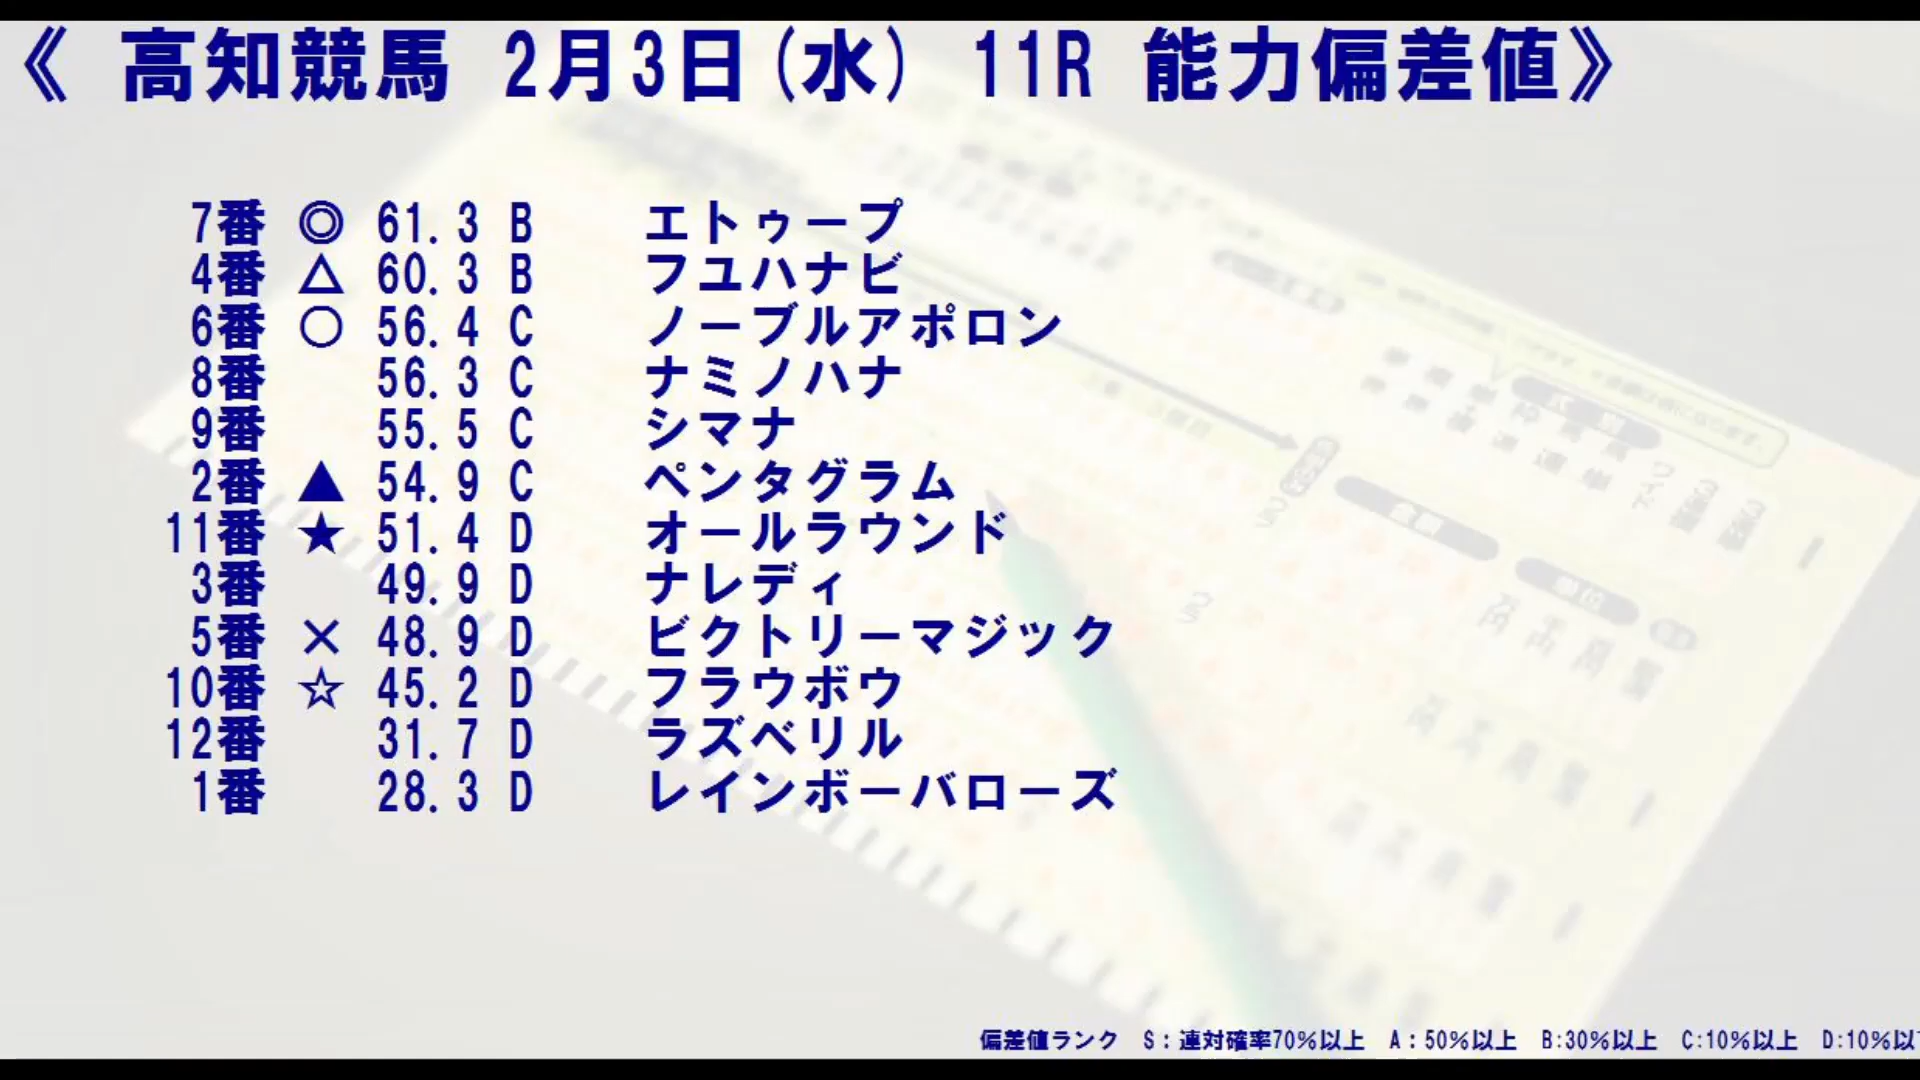 《 高知競馬 2月3日(水) 11R 能力偏差値》
7番 ◎ 61.3 B エトゥープ
4番 △ 60.3 B フユハナビ
6番 ○ 56.4 C ノーブルアポロン
8番 56.3 C ナミノハナ
9番 55.5 C シマナ
2番 ▲ 54.9 C ペンタグラム
11番 ★ 51.4 D オールラウンド
3番 49.9 D ナレディ
5番 × 48.9 D ビクトリーマジック
10番 ☆ 45.2 D フラウボウ
12番 31.7 D ラズベリル
1番 28.3 D レインボーバローズ
偏差値ランク S:連対確率70%以上 A:50%以上 B:30%以上 C:10%以上 D:10%以